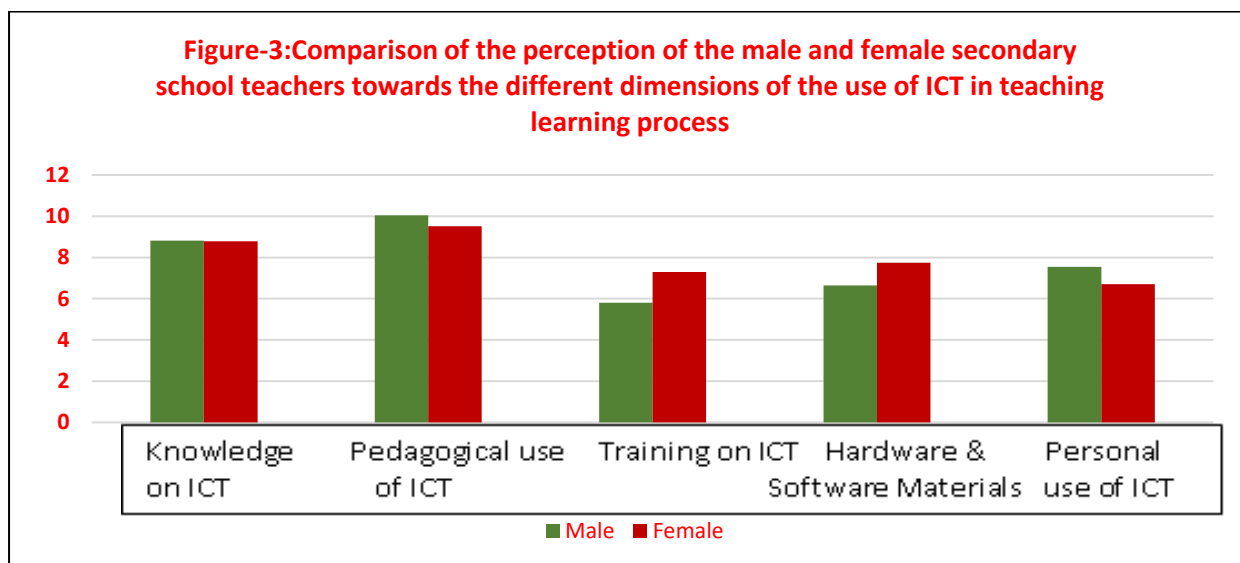 Figure-3:Comparison of the perception of the male and female secondary
school teachers towards the different dimensions of the use of ICT in teaching
learning process
12
10
8
6
4
2
0
Knowledge on ICT
Pedagogical use of ICT
Training on ICT
Hardware & Software Materials
Personal use of ICT
Male Female